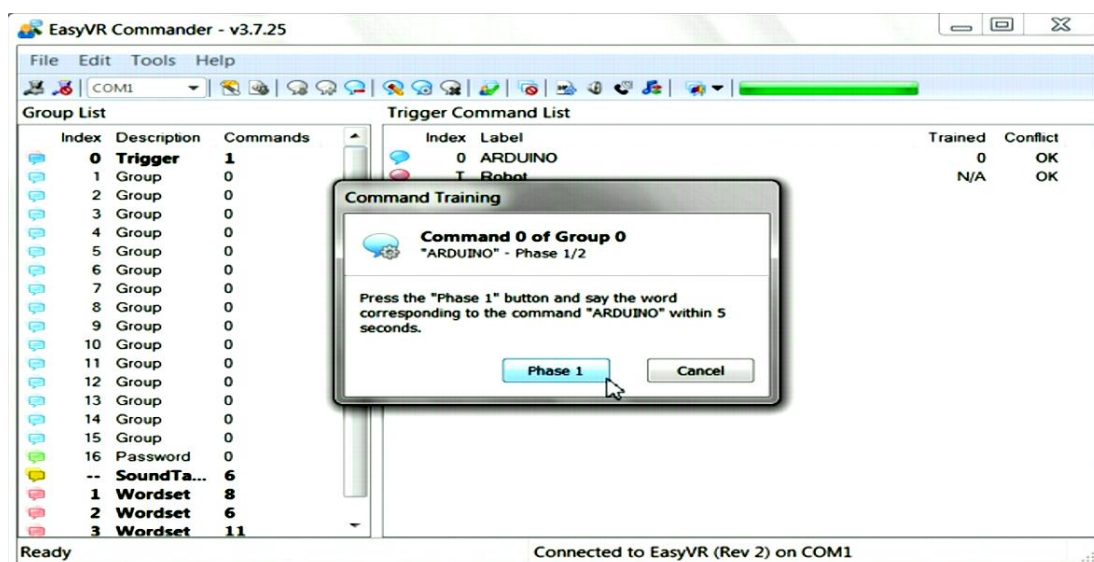 EasyVR Commander - v3.7.25
File Edit Tools Help
COM1
Group List
Index Description Commands
0 Trigger 1
1 Group 0
2 Group 0
3 Group 0
4 Group 0
5 Group 0
6 Group 0
7 Group 0
8 Group 0
9 Group 0
10 Group 0
11 Group 0
12 Group 0
13 Group 0
14 Group 0
15 Group 0
16 Password 0
-- SoundTa... 6
1 Wordset 8
2 Wordset 6
3 Wordset 11
Trigger Command List
Index Label Trained Conflict
0 ARDUINO 0 OK
T Robot N/A OK
Command Training
Command 0 of Group 0
"ARDUINO" - Phase 1/2
Press the "Phase 1" button and say the word
corresponding to the command "ARDUINO" within 5
seconds.
Phase 1 Cancel
Ready Connected to EasyVR (Rev 2) on COM1